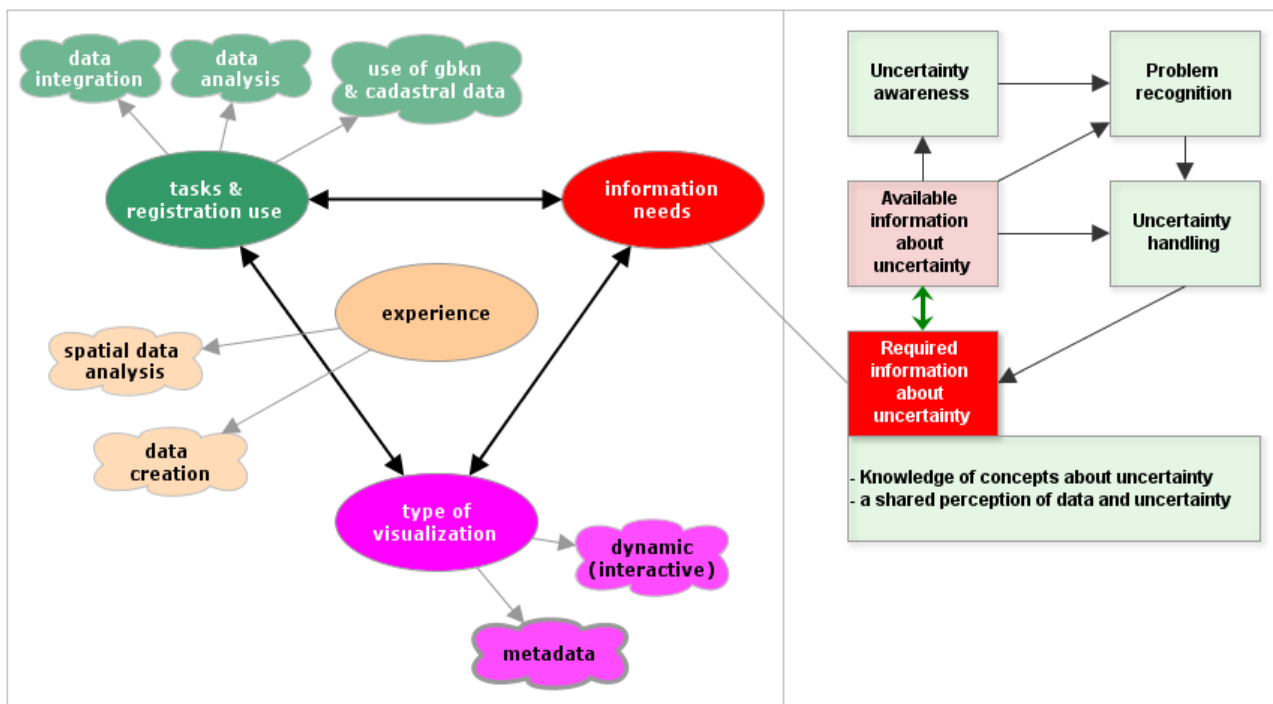 data
integration
data
analysis
use of gbkn
& cadastral data
tasks &
registration use
information
needs
experience
spatial data
analysis
data
creation
type of
visualization
dynamic
(interactive)
metadata
Uncertainty
awareness
Problem
recognition
Available
information
about
uncertainty
Uncertainty
handling
Required
information
about
uncertainty
- Knowledge of concepts about uncertainty
- a shared perception of data and uncertainty